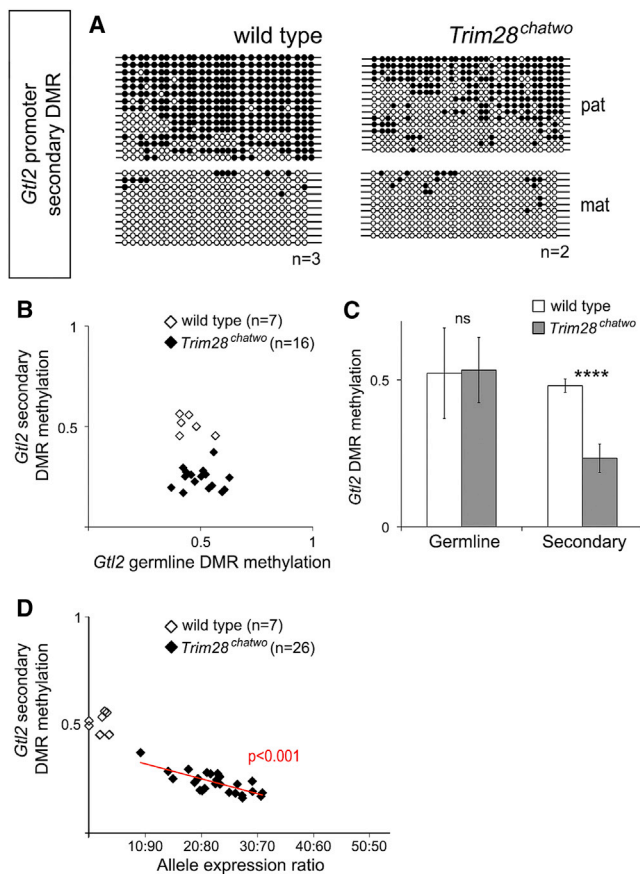 Gtl2 promoter
secondary DMR
A
wild type
Trim28chatwo
pat
mat
n=3
n=2
B
1
0.5
0
0.5
1
Gtl2 secondary
DMR methylation
wild type (n=7)
Trim28chatwo (n=16)
Gtl2 germline DMR methylation
C
wild type
Trim28chatwo
ns
****
0.5
0
Gtl2 DMR methylation
Germline
Secondary
D
1
0.5
0
Gtl2 secondary
DMR methylation
wild type (n=7)
Trim28chatwo (n=26)
p<0.001
10:90
20:80
30:70
40:60
50:50
Allele expression ratio